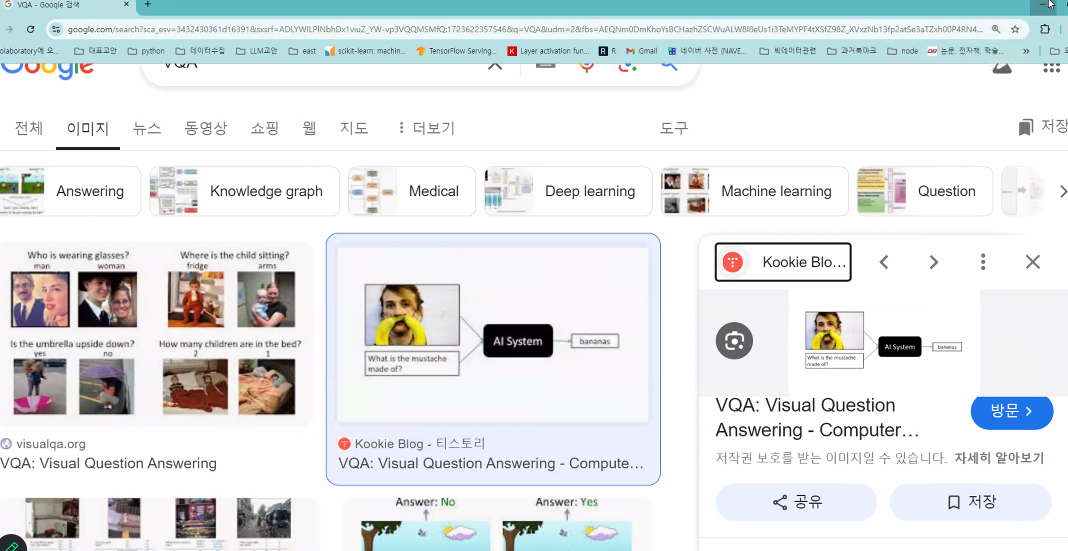 VQA - Google 검색
google.com/search?sca_esv=3432430361d16391&sxsrf=ADLYWILPlNbhDx1viuZ_YW-vp3VQQMSMfQ:1723622357546&q=VQA&udm=2&fbs=
olaboratory에 오... 대표교안 python 데이터수집 LLM교안 east scikit-learn: machin... TensorFlow Serving... Layer activation func... R Gmail 네이버 사전 (NAVE... 빅데이터관련 과거북마크 node 논문, 전자책, 학술... »
Google
VQA
전체 이미지 뉴스 동영상 쇼핑 웹 지도 더보기 도구 저장
Answering Knowledge graph Medical Deep learning Machine learning Question
Who is wearing glasses?
man woman
Where is the child sitting?
fridge arms
Is the umbrella upside down?
yes no
How many children are in the bed?
2 1
visualqa.org
VQA: Visual Question Answering
What is the mustache
made of?
AI System
bananas
Kookie Blog - 티스토리
VQA: Visual Question Answering - Compute...
Answer: No Answer: Yes
Kookie Blo...
What is the mustache
made of?
AI System
bananas
VQA: Visual Question
Answering - Computer...
방문
저작권 보호를 받는 이미지일 수 있습니다. 자세히 알아보기
공유 저장